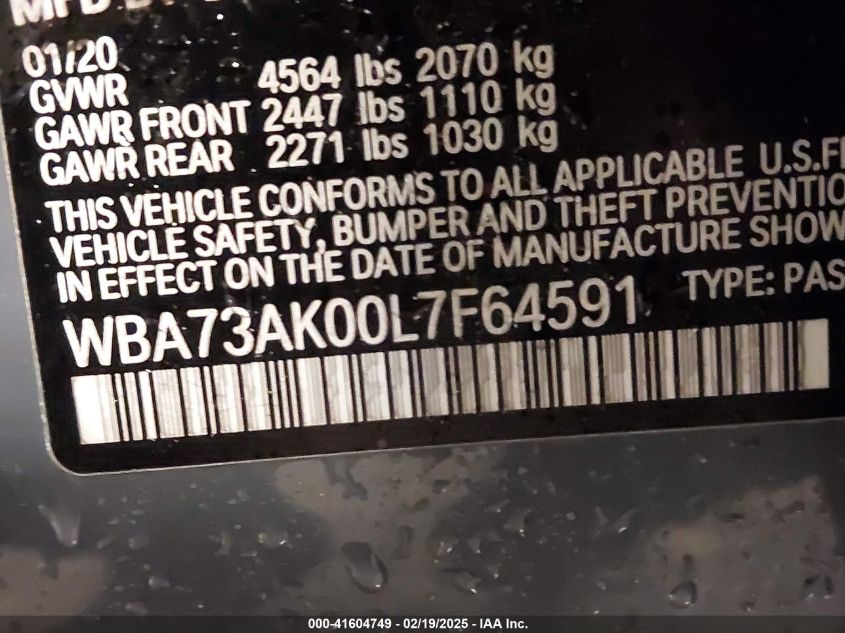 01/20
GVWR 4564 lbs 2070 kg
GAWR FRONT 2447 lbs 1110 kg
GAWR REAR 2271 lbs 1030 kg
THIS VEHICLE CONFORMS TO ALL APPLICABLE U.S.
VEHICLE SAFETY, BUMPER AND THEFT PREVENTIO
IN EFFECT ON THE DATE OF MANUFACTURE SHOW
WBA73AK00L7F64591 TYPE: PAS
000-41604749 - 02/19/2025 - IAA Inc.